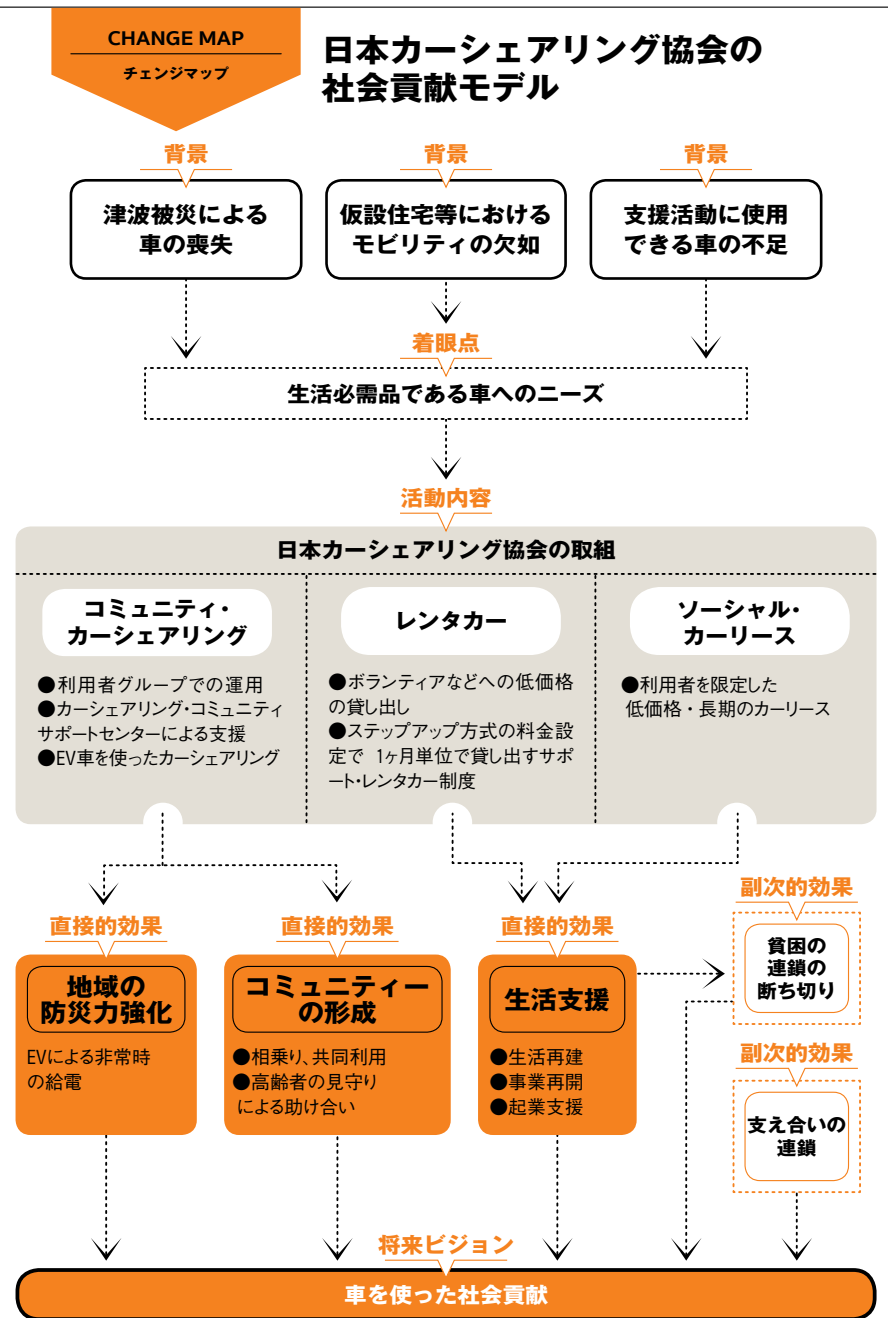 CHANGE MAP
チェンジマップ
日本カーシェアリング協会の
社会貢献モデル
背景
津波被災による
車の喪失
背景
仮設住宅等における
モビリティの欠如
背景
支援活動に使用
できる車の不足
着眼点
生活必需品である車へのニーズ
活動内容
日本カーシェアリング協会の取組
コミュニティ・
カーシェアリング
●利用者グループでの運用
●カーシェアリング・コミュニティ
サポートセンターによる支援
●EV車を使ったカーシェアリング
レンタカー
●ボランティアなどへの低価格
の貸し出し
●ステップアップ方式の料金設
定で 1ヶ月単位で貸し出すサポ
ート・レンタカー制度
ソーシャル・
カーリース
●利用者を限定した
低価格・長期のカーリース
直接的効果
地域の
防災力強化
EVによる非常時
の給電
直接的効果
コミュニティー
の形成
●相乗り、共同利用
●高齢者の見守り
による助け合い
直接的効果
生活支援
●生活再建
●事業再開
●起業支援
副次的効果
貧困の
連鎖の
断ち切り
副次的効果
支え合いの
連鎖
将来ビジョン
車を使った社会貢献